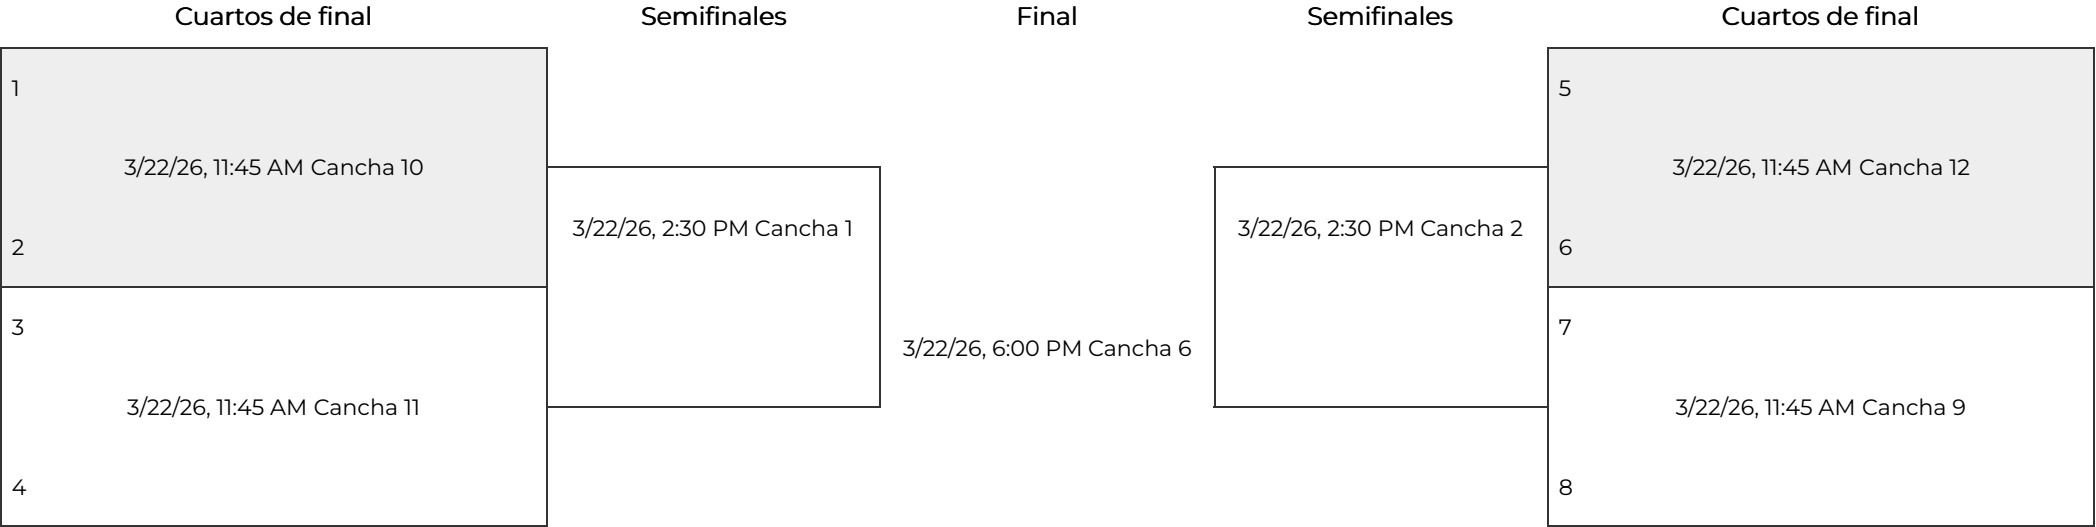 Cuartos de final
Semifinales
Final
Semifinales
Cuartos de final
1
3/22/26, 11:45 AM Cancha 10
2
3
3/22/26, 11:45 AM Cancha 11
4
3/22/26, 2:30 PM Cancha 1
3/22/26, 6:00 PM Cancha 6
3/22/26, 2:30 PM Cancha 2
5
3/22/26, 11:45 AM Cancha 12
6
7
3/22/26, 11:45 AM Cancha 9
8